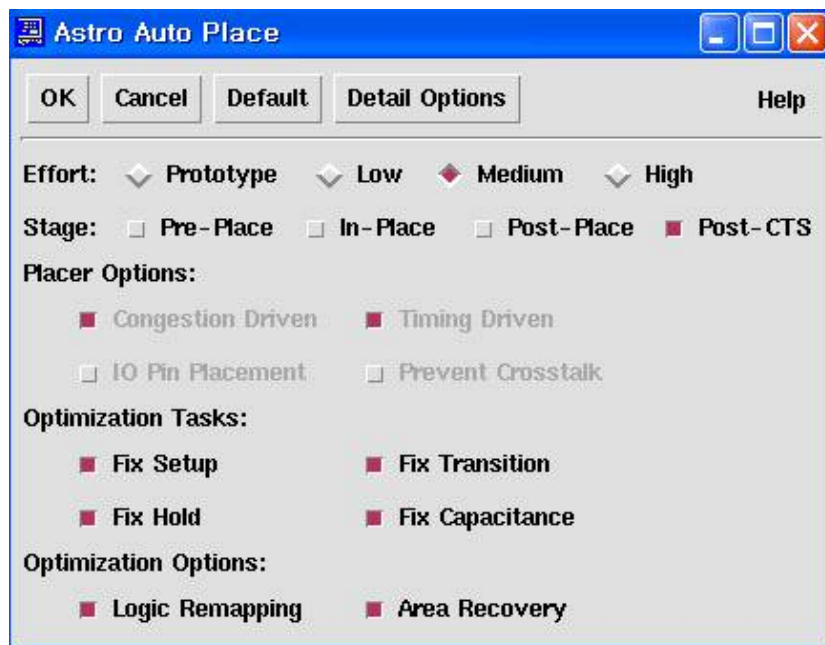 Astro Auto Place
OK Cancel Default Detail Options Help
Effort: Prototype Low Medium High
Stage: Pre-Place In-Place Post-Place Post-CTS
Placer Options:
Congestion Driven Timing Driven
IO Pin Placement Prevent Crosstalk
Optimization Tasks:
Fix Setup Fix Transition
Fix Hold Fix Capacitance
Optimization Options:
Logic Remapping Area Recovery